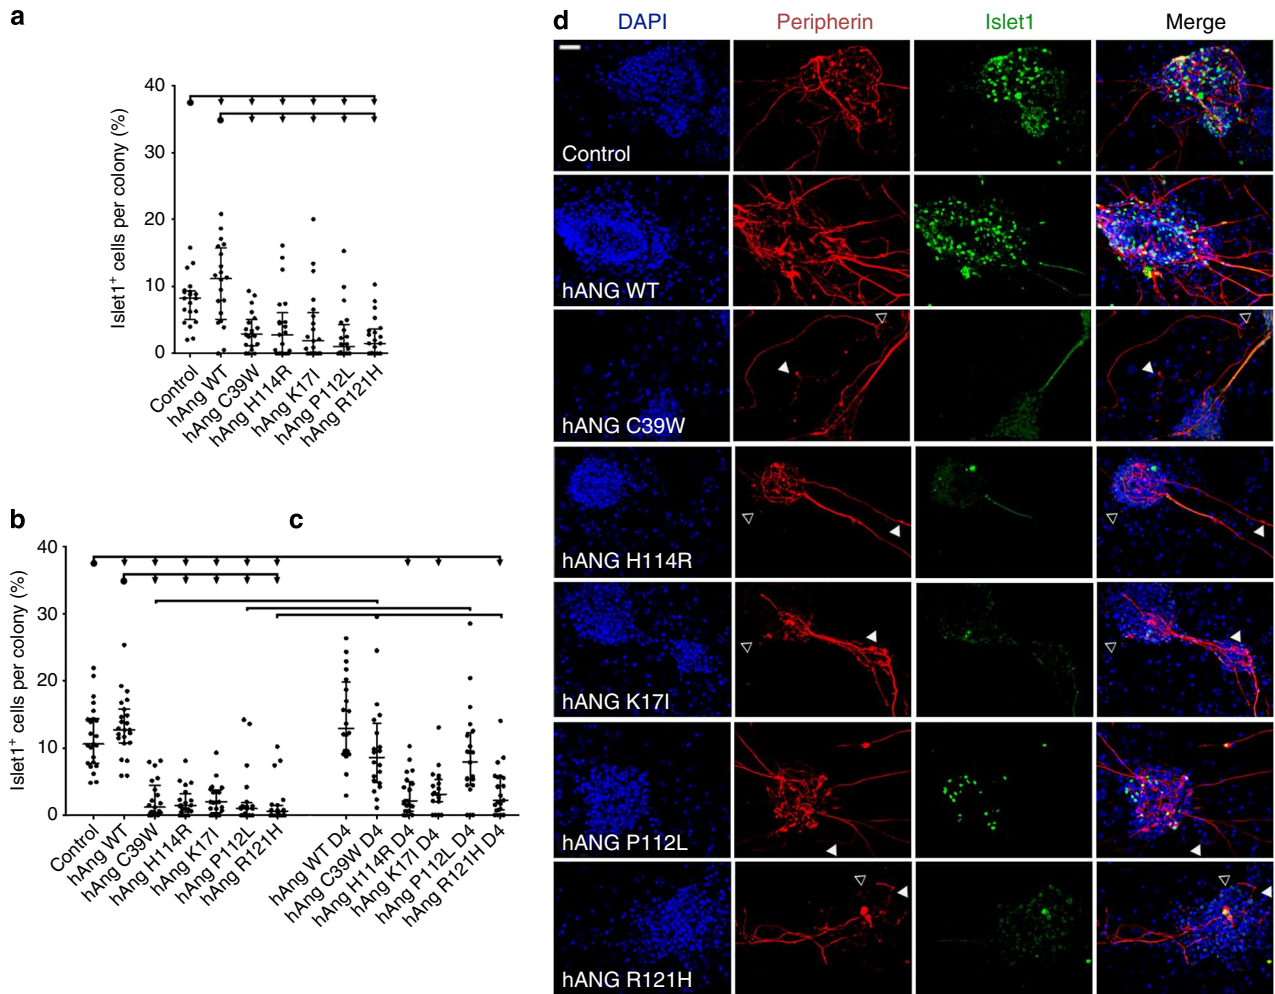 a
40
30
20
10
0
Islet1+ cells per colony (%)
Control
hAng WT
hAng C39W
hAng H114R
hAng K17I
hAng P112L
hAng R121H
b
c
40
30
20
10
0
Islet1+ cells per colony (%)
Control
hAng WT
hAng C39W
hAng H114R
hAng K17I
hAng P112L
hAng R121H
hAng WT D4
hAng C39W D4
hAng H114R D4
hAng K17I D4
hAng P112L D4
hAng R121H D4
d
DAPI Peripherin Islet1 Merge
Control
hANG WT
hANG C39W
hANG H114R
hANG K17I
hANG P112L
hANG R121H